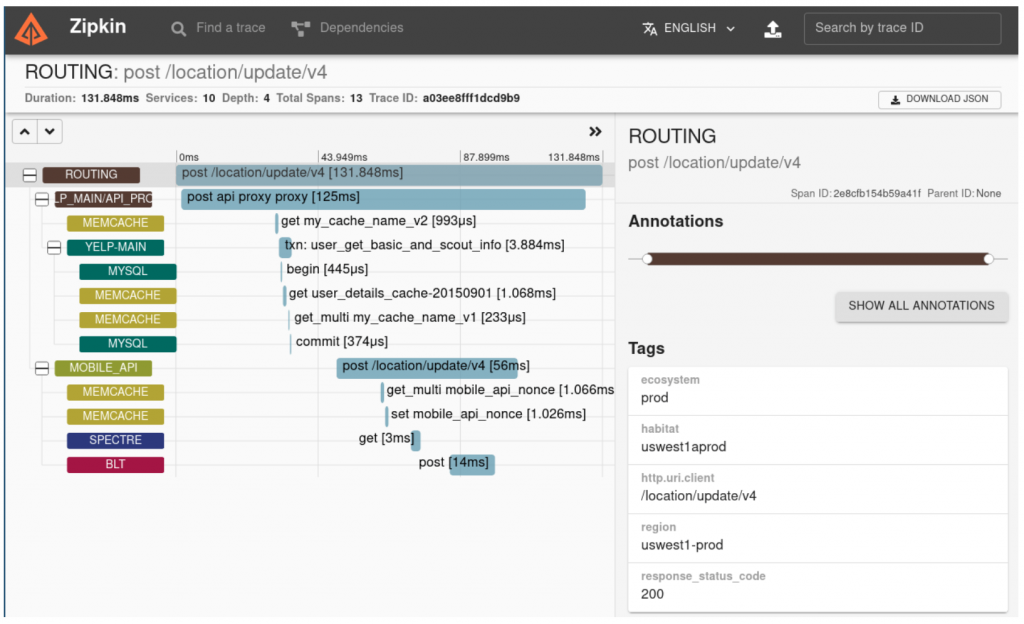 Zipkin Find a trace Dependencies ENGLISH Search by trace ID
ROUTING: post /location/update/v4
Duration: 131.848ms Services: 10 Depth: 4 Total Spans: 13 Trace ID: a03ee8fff1dcd9b9 DOWNLOAD JSON
0ms 43.949ms 87.899ms 131.848ms
ROUTING post /location/update/v4 [131.848ms]
LP_MAIN/API_PRO post api proxy proxy [125ms]
MEMCACHE get my_cache_name_v2 [993μs]
YELP-MAIN txn: user_get_basic_and_scout_info [3.884ms]
MYSQL begin [445μs]
MEMCACHE get user_details_cache-20150901 [1.068ms]
MEMCACHE get_multi my_cache_name_v1 [233μs]
MYSQL commit [374μs]
MOBILE_API post /location/update/v4 [56ms]
MEMCACHE get_multi mobile_api_nonce [1.066ms
MEMCACHE set mobile_api_nonce [1.026ms]
SPECTRE get [3ms]
BLT post [14ms]
ROUTING
post /location/update/v4
Span ID: 2e8cfb154b59a41f Parent ID: None
Annotations
SHOW ALL ANNOTATIONS
Tags
ecosystem
prod
habitat
uswest1aprod
http.uri.client
/location/update/v4
region
uswest1-prod
response_status_code
200